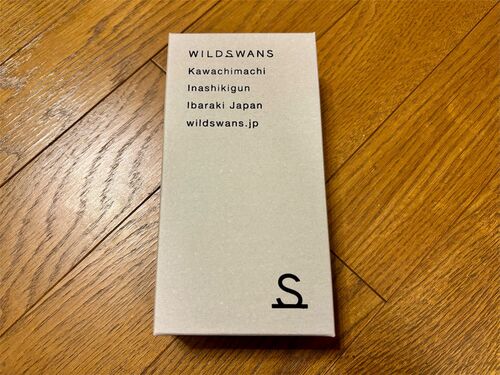 WILDSWANS
Kawachimachi
Inashikigun
Ibaraki Japan
wildswans.jp
S